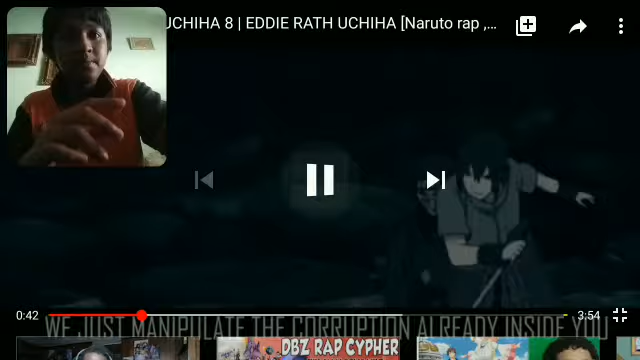 UCHIHA 8 | EDDIE RATH UCHIHA [Naruto rap ,...
0:42
3:54
WE JUST MANIPULATE THE CORRUPTION ALREADY INSIDE YOU
DBZ RAP CYPHER